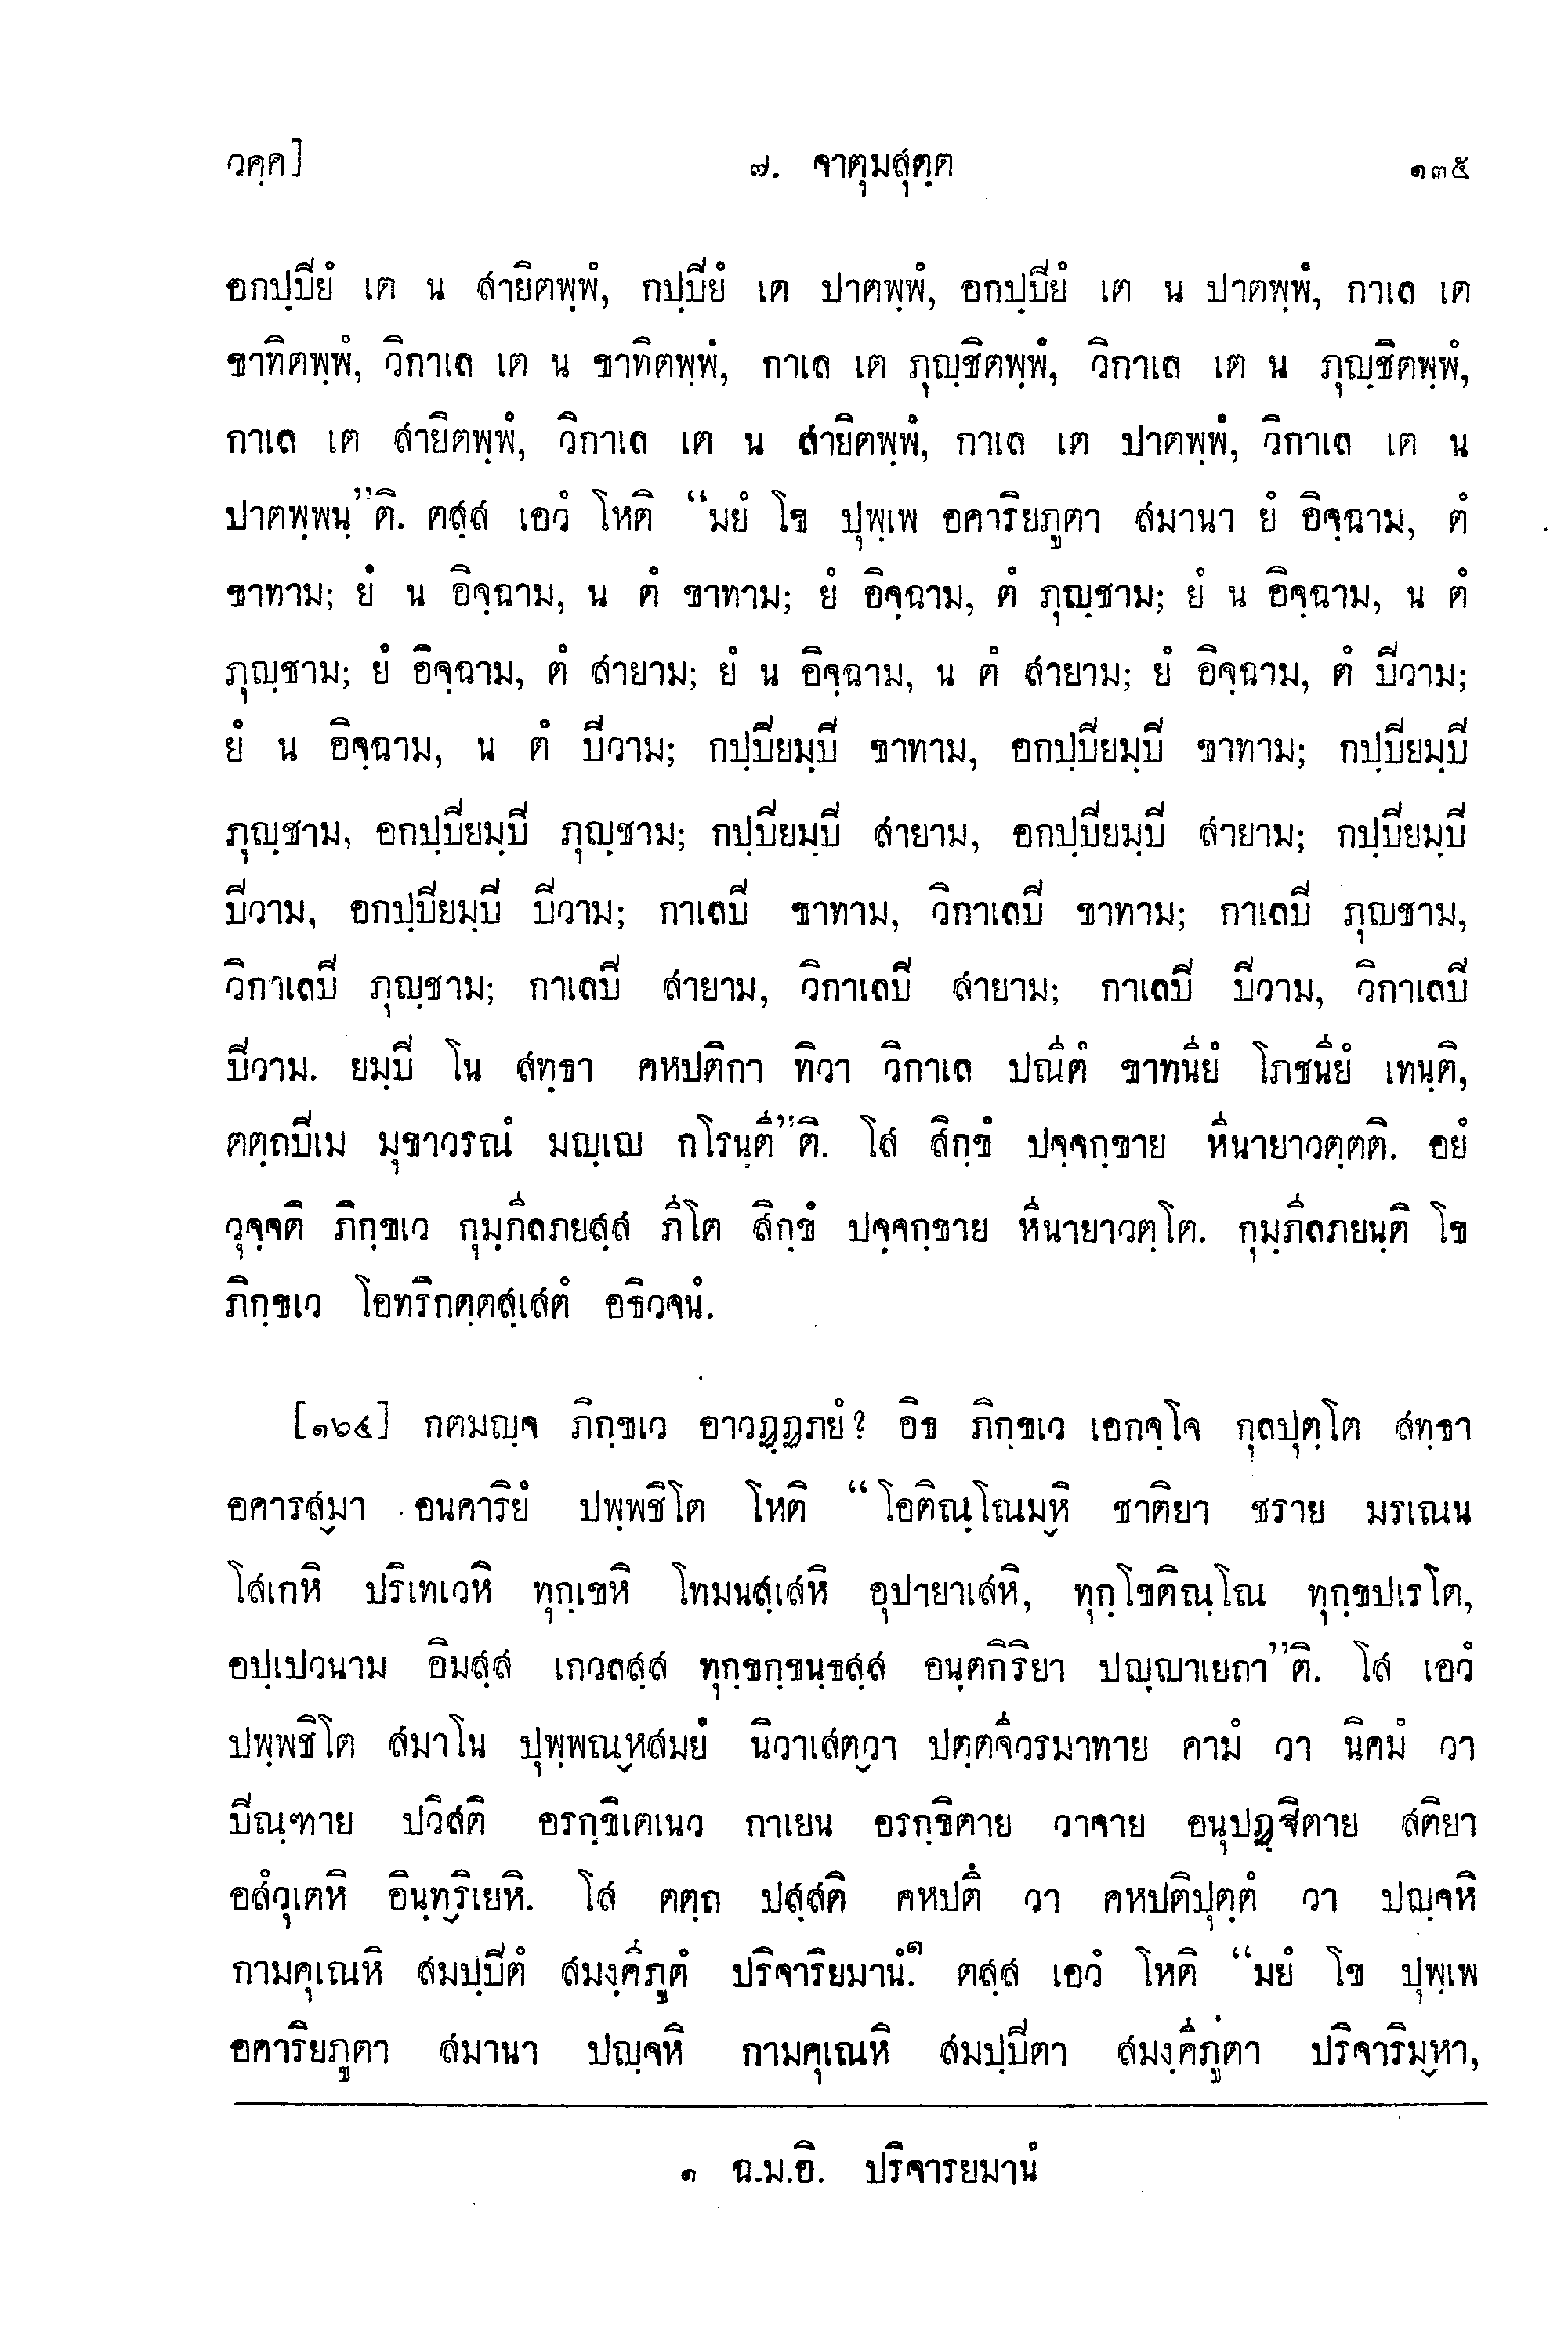 วคฺค] ๗. จาตุมสุตฺต ๑๓๕
อกปฺปิยํ เต น สายิตพฺพํ, กปฺปิยํ เต ปาตพฺพํ, อกปฺปิยํ เต น ปาตพฺพํ, กาเล เต
ขาทิตพฺพํ, วิกาเล เต น ขาทิตพฺพํ, กาเล เต ภุญฺชิตพฺพํ, วิกาเล เต น ภุญฺชิตพฺพํ,
กาเล เต สายิตพฺพํ, วิกาเล เต น สายิตพฺพํ, กาเล เต ปาตพฺพํ, วิกาเล เต น
ปาตพฺพนฺ”ติ. ตสฺส เอวํ โหติ “มยํ โข ปุพฺเพ อคาริยภูตา สมานา ยํ อิจฺฉาม, ตํ
ขาทาม; ยํ น อิจฺฉาม, น ตํ ขาทาม; ยํ อิจฺฉาม, ตํ ภุญฺชาม; ยํ น อิจฺฉาม, น ตํ
ภุญฺชาม; ยํ อิจฺฉาม, ตํ สายาม; ยํ น อิจฺฉาม, น ตํ สายาม; ยํ อิจฺฉาม, ตํ ปิวาม;
ยํ น อิจฺฉาม, น ตํ ปิวาม; กปฺปิยมฺปิ ขาทาม, อกปฺปิยมฺปิ ขาทาม; กปฺปิยมฺปิ
ภุญฺชาม, อกปฺปิยมฺปิ ภุญฺชาม; กปฺปิยมฺปิ สายาม, อกปฺปิยมฺปิ สายาม; กปฺปิยมฺปิ
ปิวาม, อกปฺปิยมฺปิ ปิวาม; กาเลปิ ขาทาม, วิกาเลปิ ขาทาม; กาเลปิ ภุญชาม,
วิกาเลปิ ภุญฺชาม; กาเลปิ สายาม, วิกาเลปิ สายาม; กาเลปิ ปิวาม, วิกาเลปิ
ปิวาม. ยมฺปิ โน สทฺธา คหปติกา ทิวา วิกาเล ปณีตํ ขาทนียํ โภชนียํ เทนฺติ,
ตตฺถปิเม มุขาวรณํ มญฺเญ กโรนฺตี”ติ. โส สิกฺขํ ปจฺจกฺขาย หีนายาวตฺตติ. อยํ
วุจฺจติ ภิกฺขเว กุมฺภีลภยสฺส ภีโต สิกฺขํ ปจฺจกฺขาย หีนายาวตฺโต. กุมฺภีลภยนฺติ โข
ภิกฺขเว โอทริกตฺตสฺเสตํ อธิวจนํ.
[๑๖๔] กตมญฺจ ภิกฺขเว อาวฏฺฏภยํ? อิธ ภิกฺขเว เอกจฺโจ กุลปุตฺโต สทฺธา
อคารสฺมา อนคาริยํ ปพฺพชิโต โหติ “โอติณฺโณมฺหิ ชาติยา ชราย มรเณน
โสเกหิ ปริเทเวหิ ทุกฺเขหิ โทมนสฺเสหิ อุปายาเสหิ, ทุกฺโขติณฺโณ ทุกฺขปเรโต,
อปฺเปวนาม อิมสฺส เกวลสฺส ทุกฺขกฺขนฺธสฺส อนฺตกิริยา ปญฺญาเยถา”ติ. โส เอวํ
ปพฺพชิโต สมาโน ปุพฺพณฺหสมยํ นิวาเสตฺวา ปตฺตจีวรมาทาย คามํ วา นิคมํ วา
ปิณฺฑาย ปวิสติ อรกฺขิเตเนว กาเยน อรกฺขิตาย วาจาย อนุปฏฺฐิตาย สติยา
อสํวุเตหิ อินฺทฺริเยหิ. โส ตตฺถ ปสฺสติ คหปตึ วา คหปติปุตฺตํ วา ปญฺจหิ
กามคุเณหิ สมปฺปิตํ สมงฺคีภูตํ ปริจาริยมานํ.๑ ตสฺส เอวํ โหติ “มยํ โข ปุพฺเพ
อคาริยภูตา สมานา ปญฺจหิ กามคุเณหิ สมปฺปิตา สมงฺคีภูตา ปริจาริมฺหา,
๑ ฉ.ม.อิ. ปริจารยมานํ